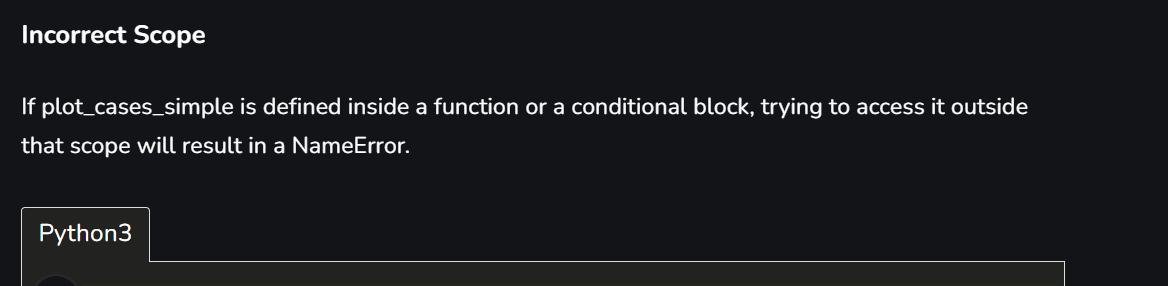 Incorrect Scope
If plot_cases_simple is defined inside a function or a conditional block, trying to access it outside
that scope will result in a NameError.
Python3